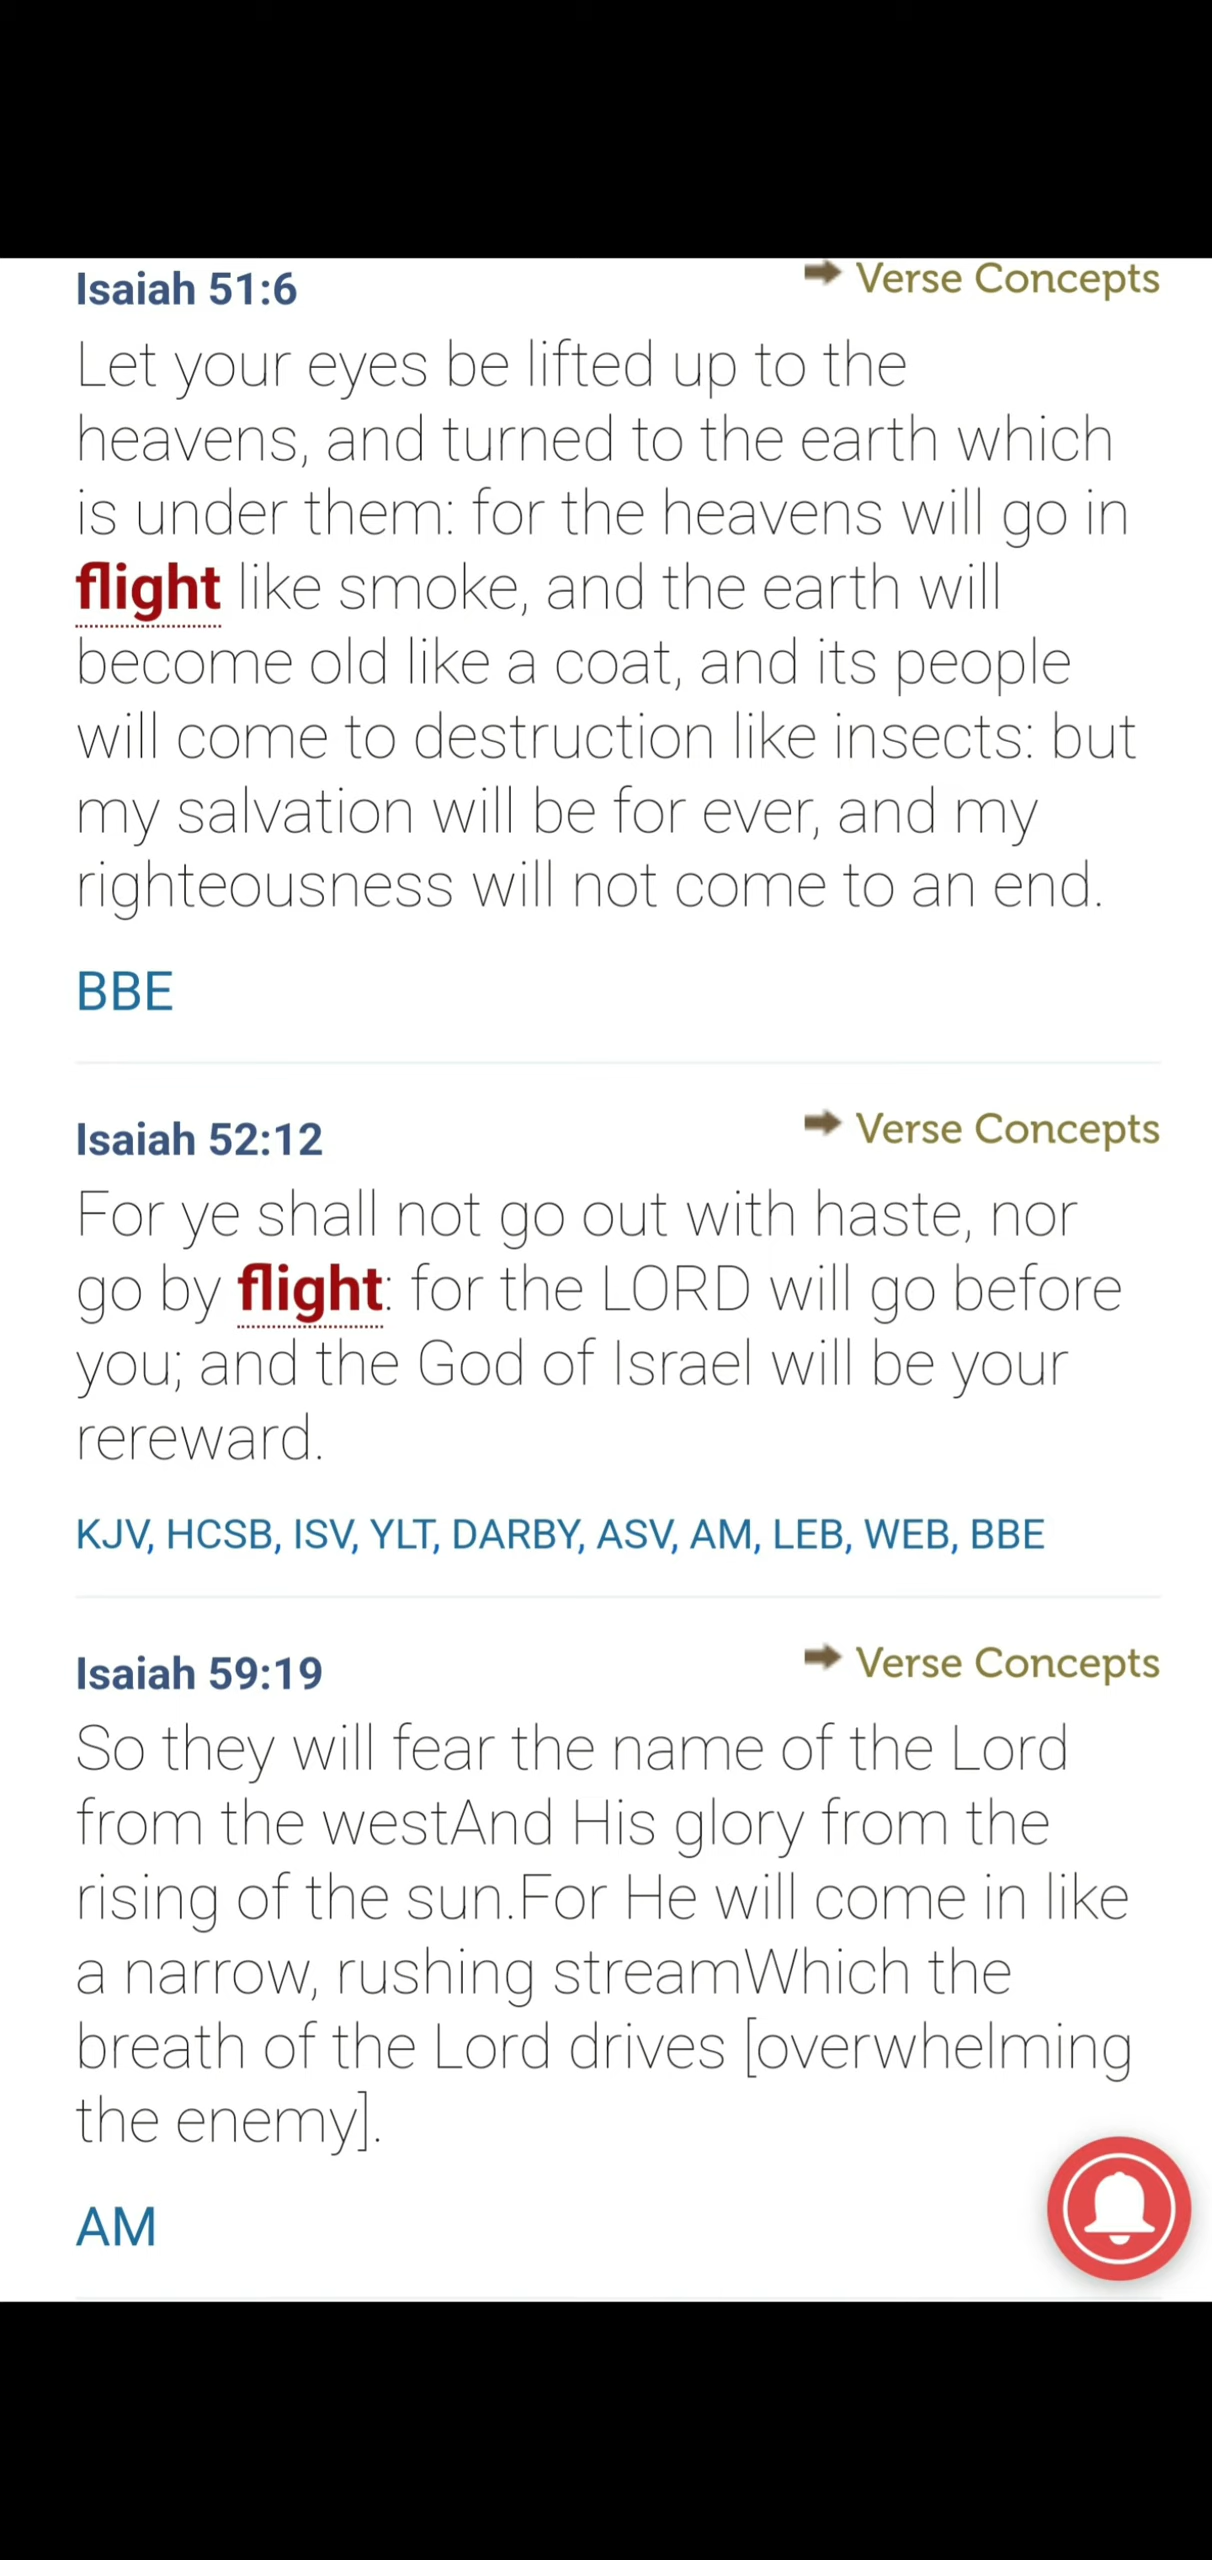 Isaiah 51:6
Verse Concepts
Let your eyes be lifted up to the
heavens, and turned to the earth which
is under them: for the heavens will go in
flight like smoke, and the earth will
become old like a coat, and its people
will come to destruction like insects: but
my salvation will be for ever, and my
righteousness will not come to an end.
BBE
Isaiah 52:12
Verse Concepts
For ye shall not go out with haste, nor
go by flight: for the LORD will go before
you; and the God of Israel will be your
rereward.
KJV, HCSB, ISV, YLT, DARBY, ASV, AM, LEB, WEB, BBE
Isaiah 59:19
Verse Concepts
So they will fear the name of the Lord
from the westAnd His glory from the
rising of the sun.For He will come in like
a narrow, rushing streamWhich the
breath of the Lord drives [overwhelming
the enemy].
AM